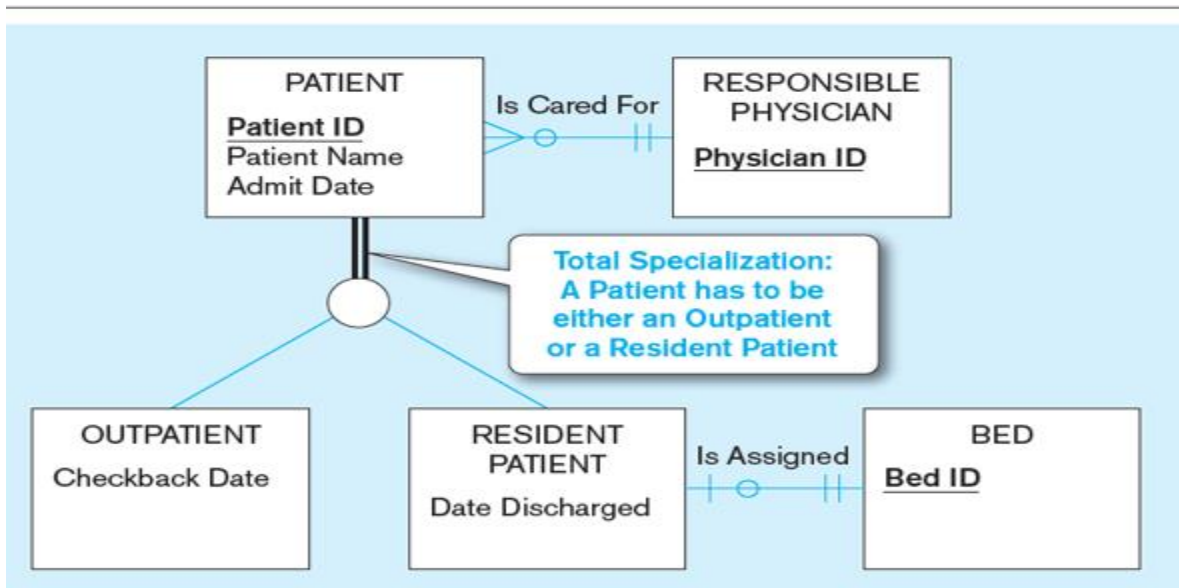 PATIENT
Patient ID
Patient Name
Admit Date
Is Cared For
RESPONSIBLE
PHYSICIAN
Physician ID
Total Specialization:
A Patient has to be
either an Outpatient
or a Resident Patient
OUTPATIENT
Checkback Date
RESIDENT
PATIENT
Date Discharged
Is Assigned
BED
Bed ID